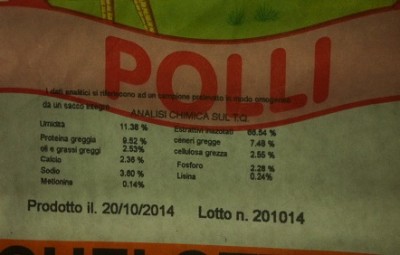 POLLI
I dati analitici si riferiscono ad un campione prelevato in modo omogeneo
da un sacco integro
ANALISI CHIMICA SUL T.Q.
Umidità 11.38 % Estrattivi inazotati 66.54 %
Proteina greggia 9.52 % ceneri gregge 7.48 %
oli e grassi greggi 2.53% cellulosa grezza 2.55 %
Calcio 2.36 % Fosforo 2.28 %
Sodio 3.60 % Lisina 0.24%
Metionina 0.14%
Prodotto il. 20/10/2014 Lotto n. 201014